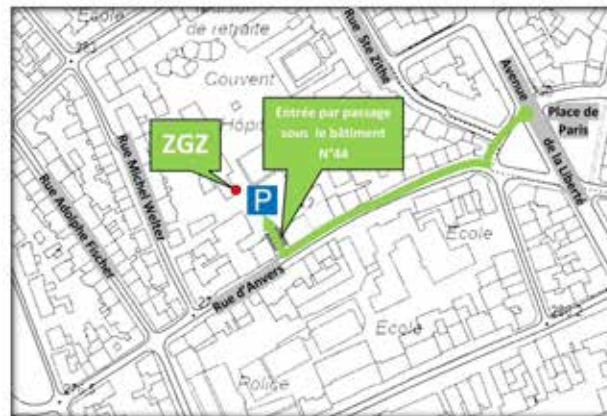 Ecole
de retraite
Couvent
Rue Ste Zithe
Avenue
de la Liberté
Place de
Paris
Entrée par passage
sous le bâtiment
N°44
ZGZ
P
Rue Michel Welter
Rue Adolphe Fischer
Rue d'Anvers
Ecole
Ecole
Police